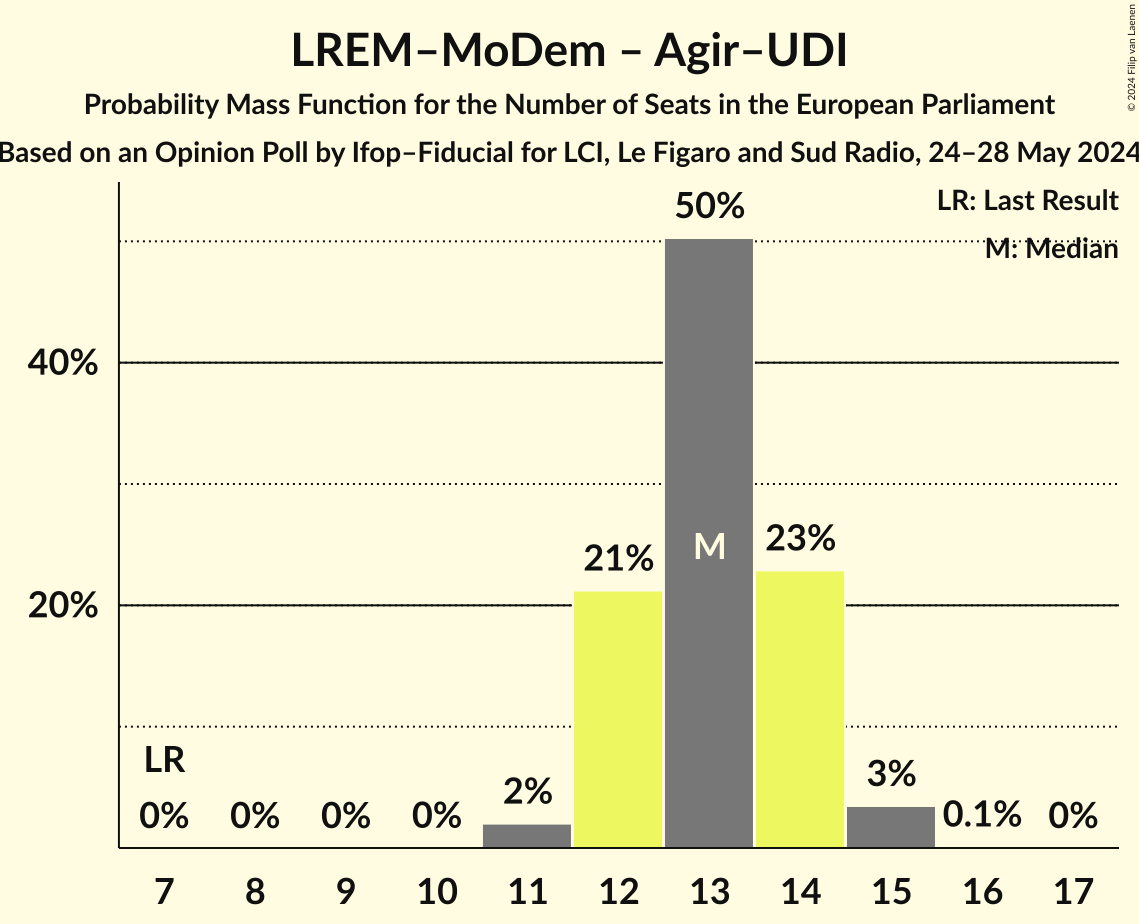 LREM–MoDem – Agir–UDI
Probability Mass Function for the Number of Seats in the European Parliament
Based on an Opinion Poll by Ifop–Fiducial for LCI, Le Figaro and Sud Radio, 24–28 May 2024
© 2024 Filip van Laenen
LR: Last Result
M: Median
50%
40%
M
23%
21%
20%
LR
3%
2%
0% 0% 0% 0% 0.1% 0%
7 8 9 10 11 12 13 14 15 16 17